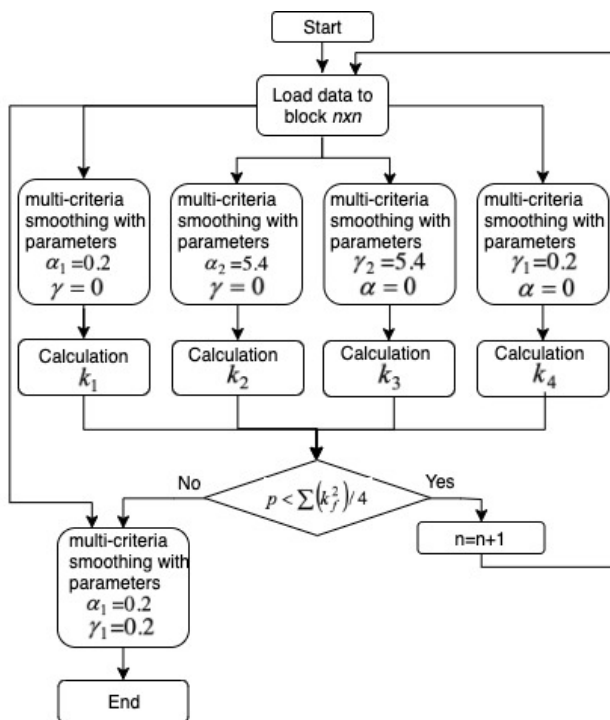 Start
Load data to
block nxn
multi-criteria
smoothing with
parameters
α₁=0.2
γ = 0
multi-criteria
smoothing with
parameters
α₂=5.4
γ = 0
multi-criteria
smoothing with
parameters
γ₂=5.4
α = 0
multi-criteria
smoothing with
parameters
γ₁=0.2
α = 0
Calculation
k₁
Calculation
k₂
Calculation
k₃
Calculation
k₄
No
p < ∑(k_f²)/4
Yes
n=n+1
multi-criteria
smoothing with
parameters
α₁=0.2
γ₁=0.2
End